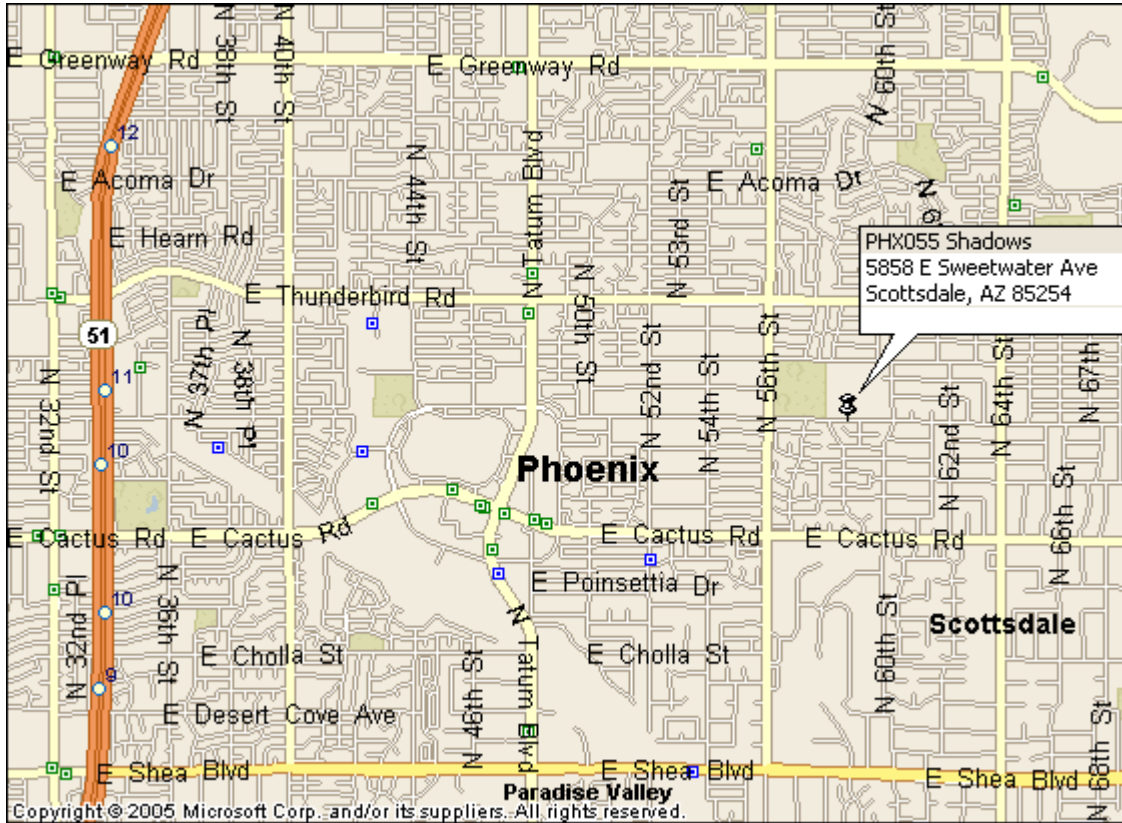 E Greenway Rd
N 38th St
N 40th St
E Greenway Rd
N 60th St
12
E Acoma Dr
N 44th St
N Tatum Blvd
N 53rd St
E Acoma Dr
E Hearn Rd
PHX055 Shadows
5858 E Sweetwater Ave
Scottsdale, AZ 85254
E Thunderbird Rd
N 50th St
51
N 37th Pl
N 38th Pl
N 52nd St
N 54th St
N 56th St
N 64th St
N 67th
11
N 32nd St
N 62nd St
10
Phoenix
E Cactus Rd
E Cactus Rd
E Cactus Rd
E Cactus Rd
N 66th St
N 32nd Pl
10
N 36th St
E Poinsettia Dr
N Tatum Blvd
N 60th St
Scottsdale
E Cholla St
N 46th St
E Cholla St
9
E Desert Cove Ave
N 68th St
E Shea Blvd
E Shea Blvd
E Shea Blvd
Paradise Valley
Copyright © 2005 Microsoft Corp. and/or its suppliers. All rights reserved.